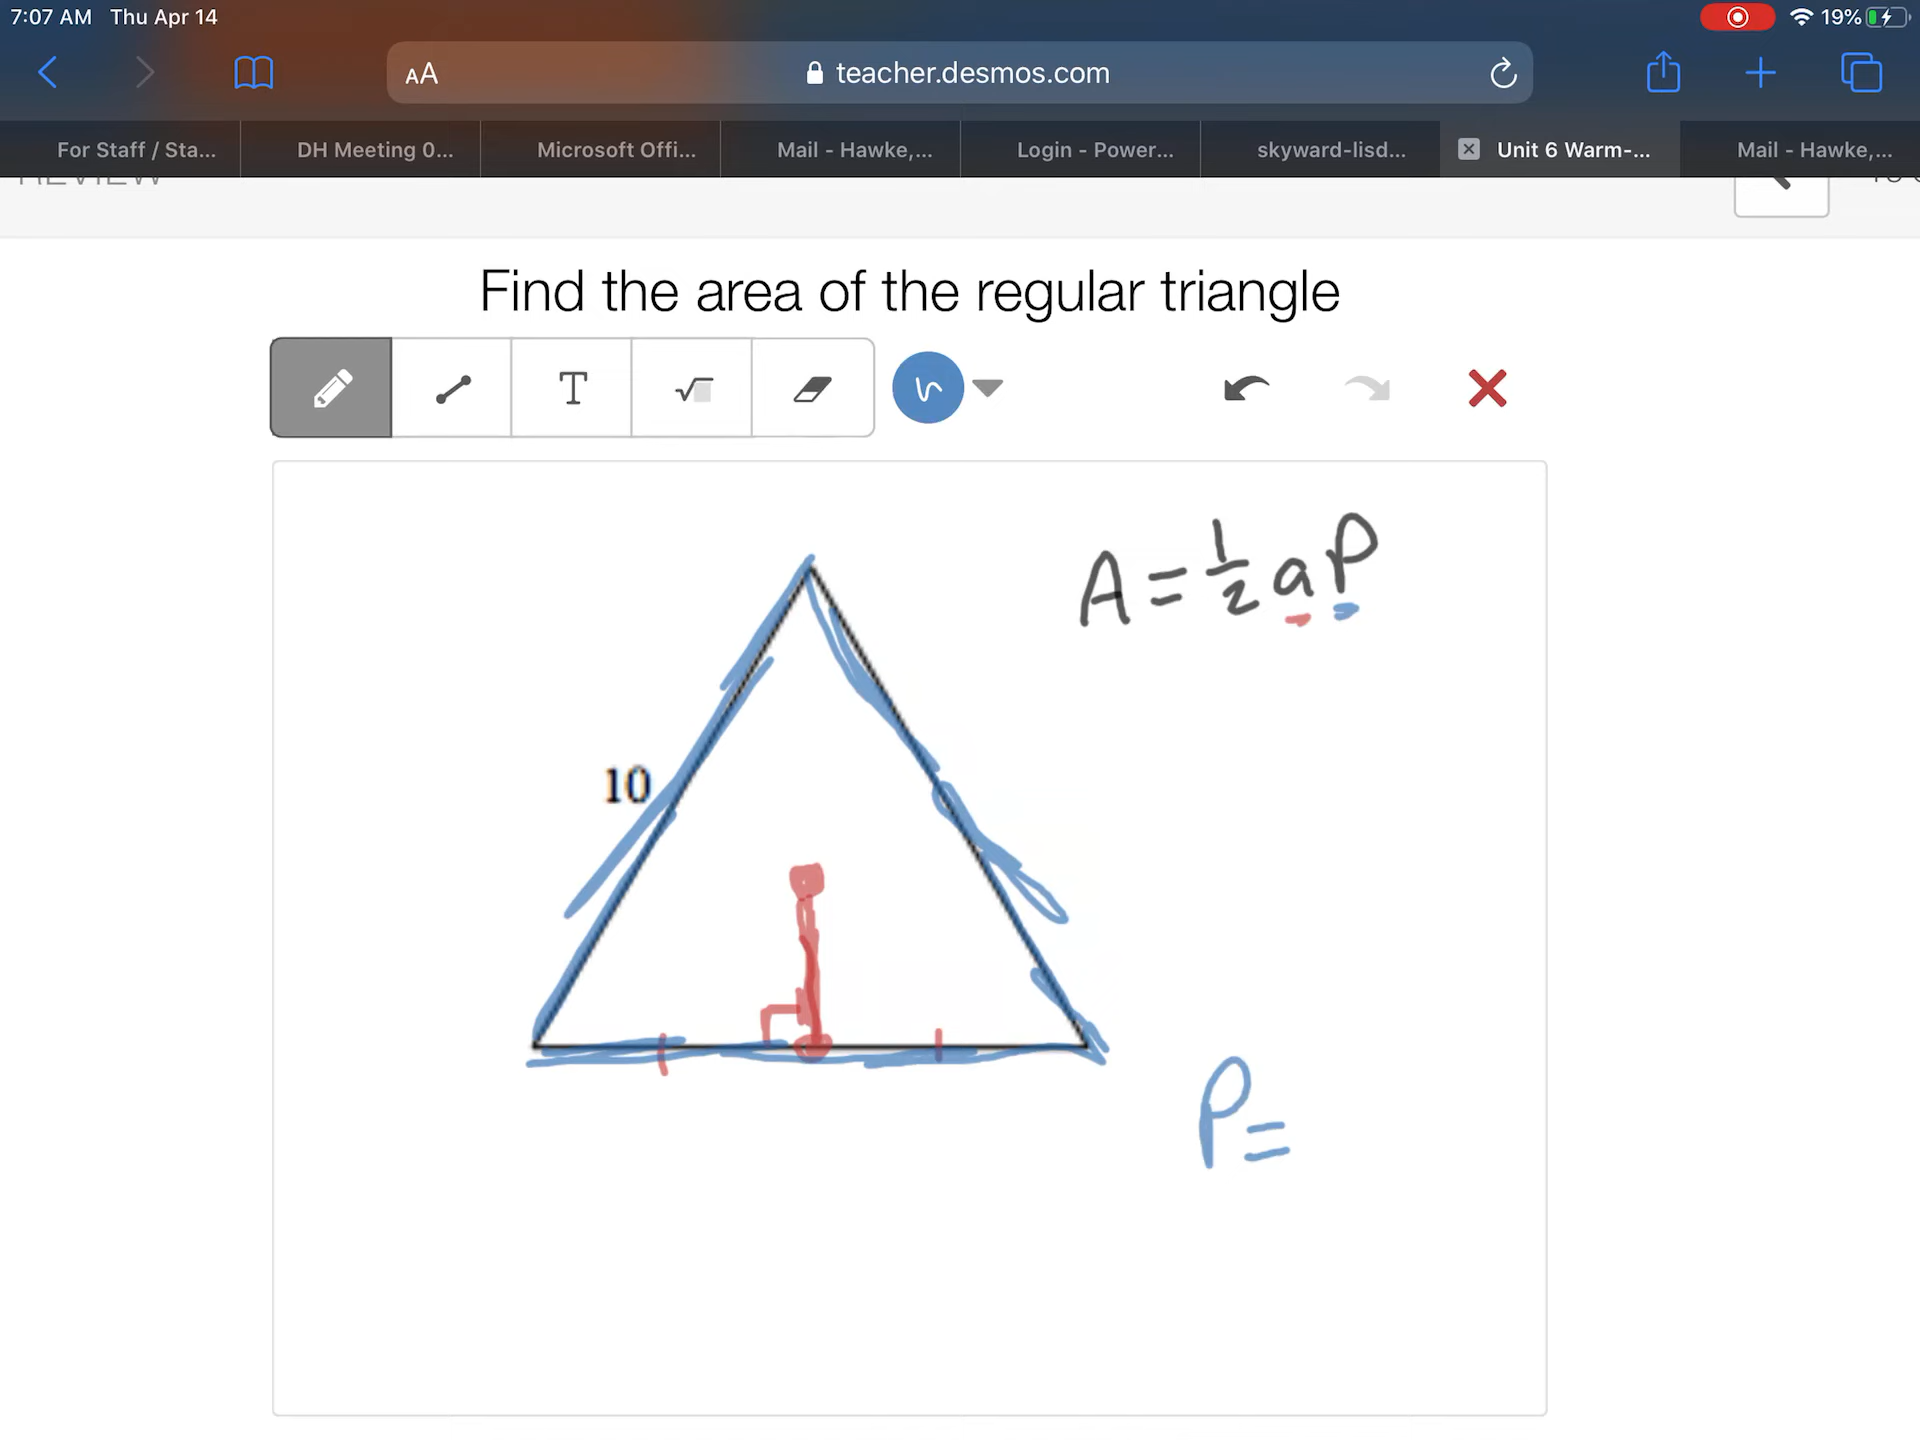 7:07 AM Thu Apr 14
19%
AA teacher.desmos.com
For Staff / Sta...
DH Meeting 0...
Microsoft Offi...
Mail - Hawke,...
Login - Power...
skyward-lisd...
Unit 6 Warm-...
Mail - Hawke,...
REVIEW
Find the area of the regular triangle
T √
A = 1/2 a P
10
P =